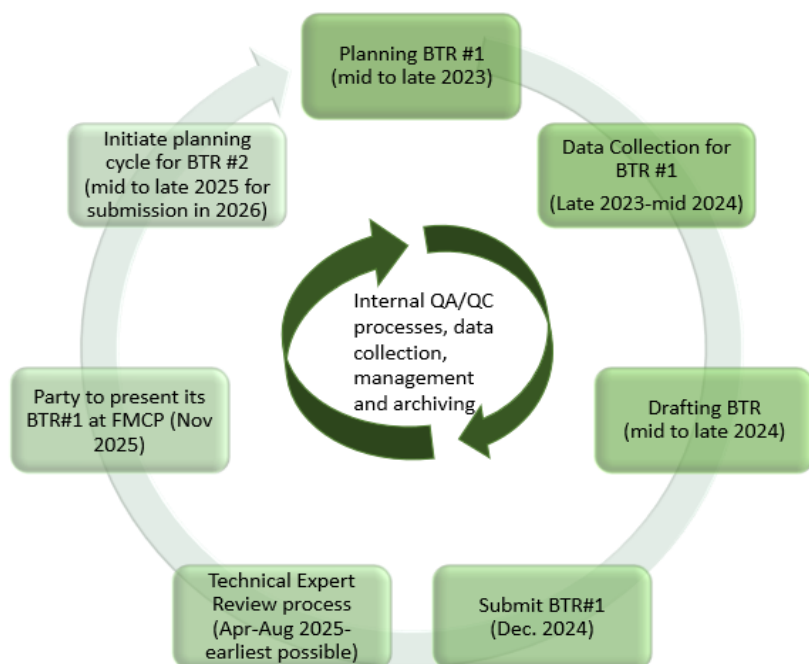 Planning BTR #1
(mid to late 2023)
Data Collection for
BTR #1
(Late 2023-mid 2024)
Drafting BTR
(mid to late 2024)
Submit BTR#1
(Dec. 2024)
Technical Expert
Review process
(Apr-Aug 2025-
earliest possible)
Party to present its
BTR#1 at FMCP (Nov
2025)
Initiate planning
cycle for BTR #2
(mid to late 2025 for
submission in 2026)
Internal QA/QC
processes, data
collection,
management
and archiving